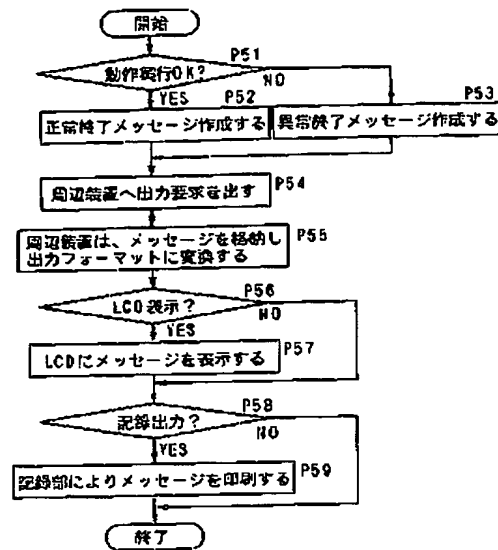 開始
P51
動作続行OK?
NO
YES
P52
P53
正常終了メッセージ作成する
異常終了メッセージ作成する
周辺装置へ出力要求を出す
P54
周辺装置は、メッセージを格納し
出力フォーマットに変換する
P55
P56
LCD表示?
NO
YES
LCDにメッセージを表示する
P57
P58
記録出力?
NO
YES
記録部によりメッセージを印刷する
P59
終了